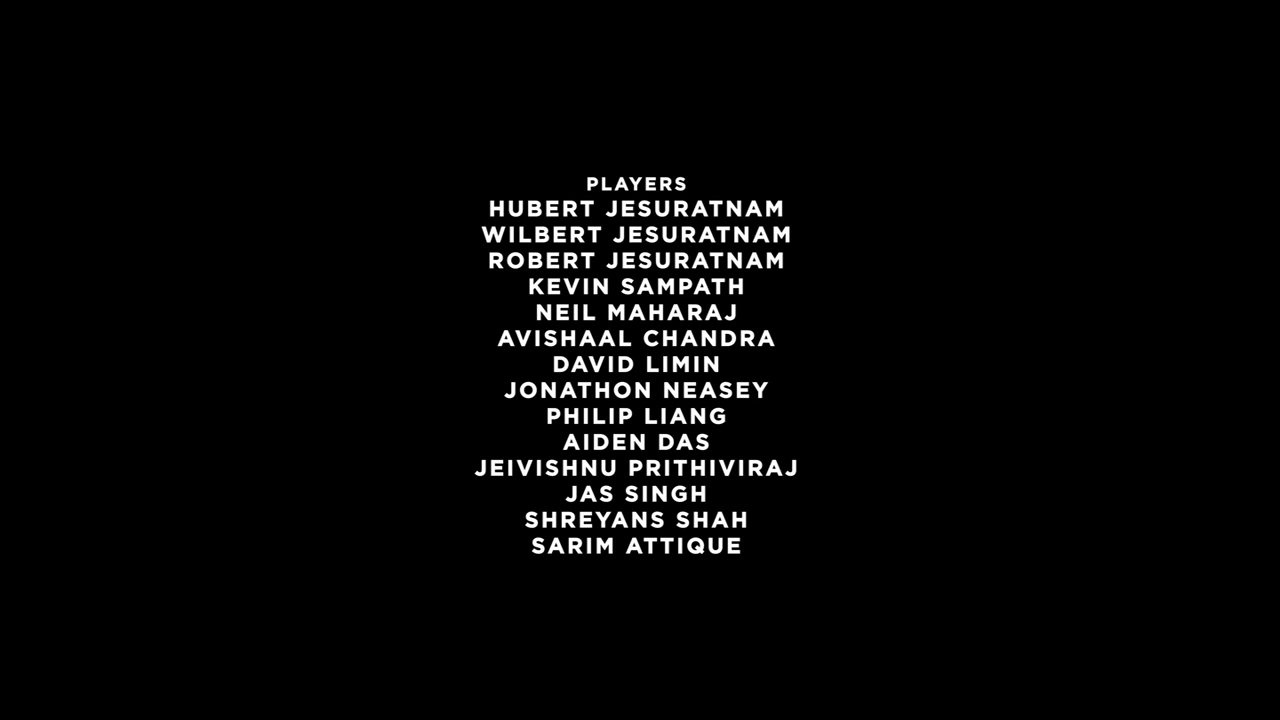 PLAYERS
HUBERT JESURATNAM
WILBERT JESURATNAM
ROBERT JESURATNAM
KEVIN SAMPATH
NEIL MAHARAJ
AVISHAAL CHANDRA
DAVID LIMIN
JONATHON NEASEY
PHILIP LIANG
AIDEN DAS
JEIVISHNU PRITHIVIRAJ
JAS SINGH
SHREYANS SHAH
SARIM ATTIQUE